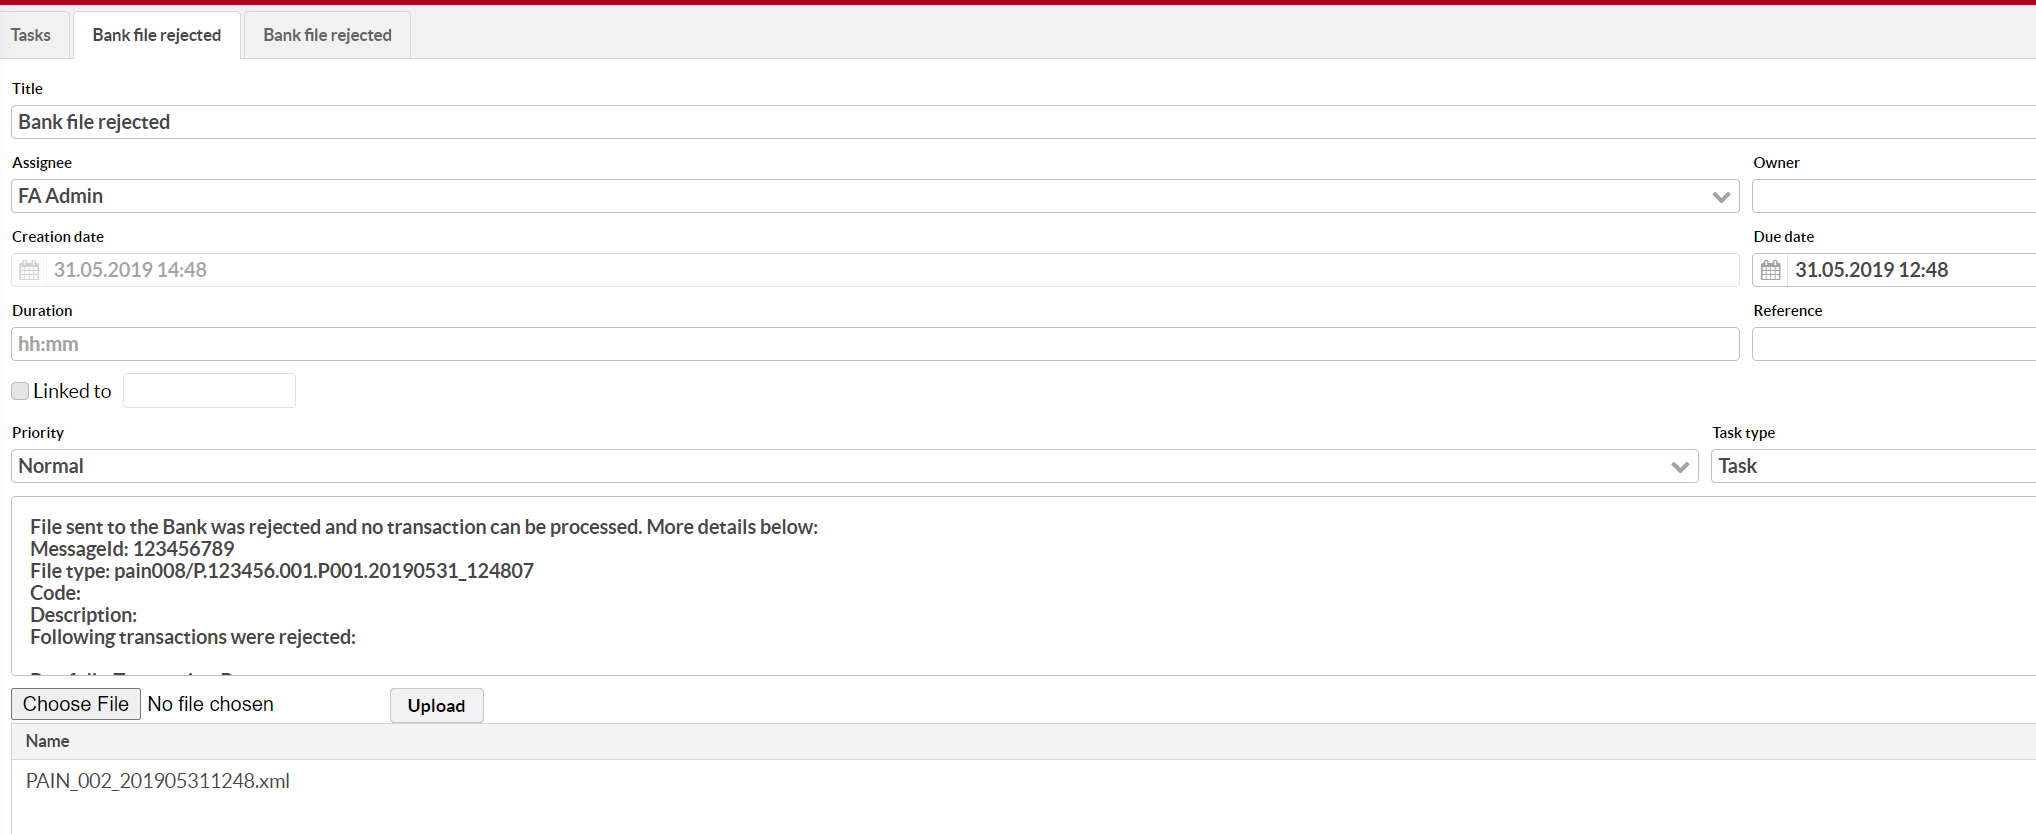 Tasks Bank file rejected Bank file rejected
Title
Bank file rejected
Assignee Owner
FA Admin
Creation date Due date
31.05.2019 14:48 31.05.2019 12:48
Duration Reference
hh:mm
Linked to
Priority Task type
Normal Task
File sent to the Bank was rejected and no transaction can be processed. More details below:
MessageId: 123456789
File type: pain008/P.123456.001.P001.20190531_124807
Code:
Description:
Following transactions were rejected:
Choose File No file chosen Upload
Name
PAIN_002_201905311248.xml